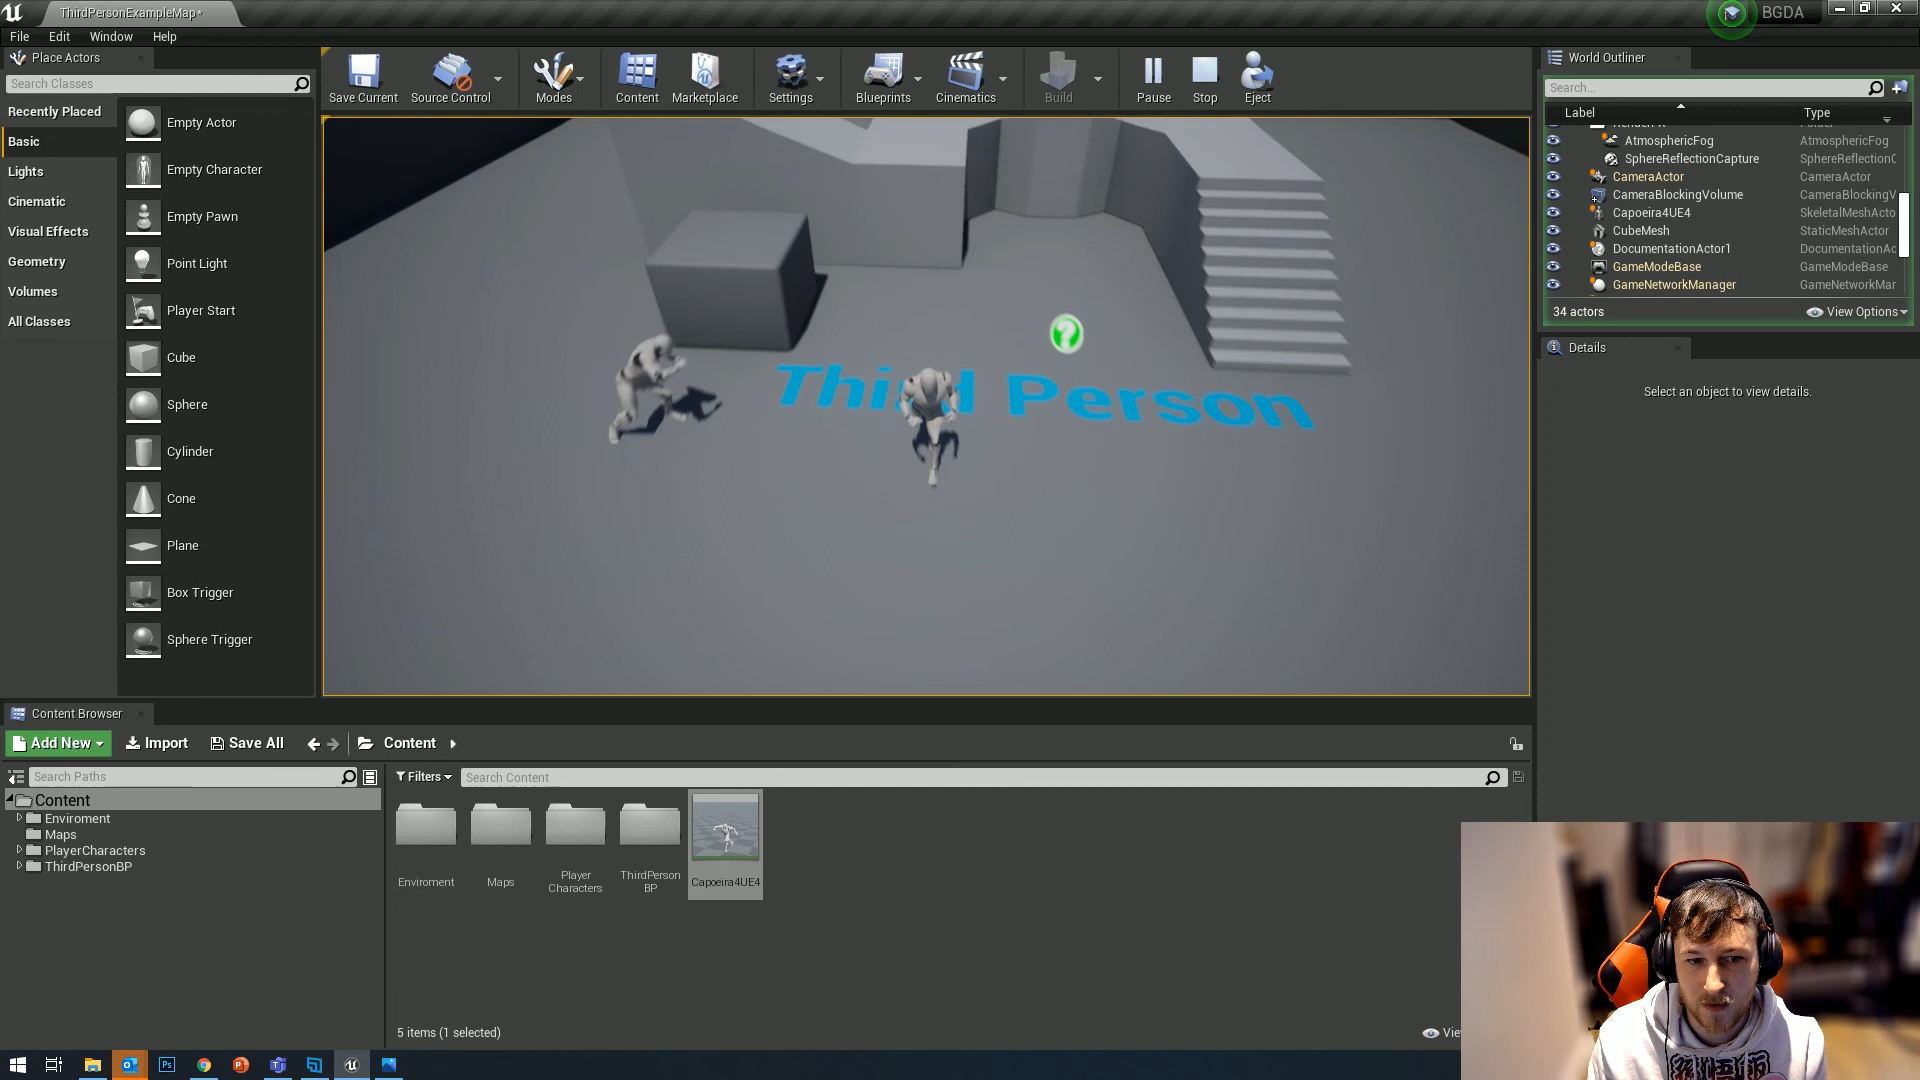 ThirdPersonExampleMap*
BGDA
File Edit Window Help
Place Actors
Search Classes
Recently Placed
Basic
Lights
Cinematic
Visual Effects
Geometry
Volumes
All Classes
Empty Actor
Empty Character
Empty Pawn
Point Light
Player Start
Cube
Sphere
Cylinder
Cone
Plane
Box Trigger
Sphere Trigger
Save Current Source Control Modes Content Marketplace Settings Blueprints Cinematics Build Pause Stop Eject
Third Person
World Outliner
Search...
Label Type
AtmosphericFog AtmosphericFog
SphereReflectionCapture SphereReflectionC
CameraActor CameraActor
CameraBlockingVolume CameraBlockingV
Capoeira4UE4 SkeletalMeshActo
CubeMesh StaticMeshActor
DocumentationActor1 DocumentationAc
GameModeBase GameModeBase
GameNetworkManager GameNetworkMar
34 actors View Options
Details
Select an object to view details.
Content Browser
Add New Import Save All Content
Search Paths
Filters Search Content
Content
Enviroment
Maps
PlayerCharacters
ThirdPersonBP
Enviroment
Maps
Player
Characters
ThirdPerson
BP
Capoeira4UE4
5 items (1 selected)
Vie